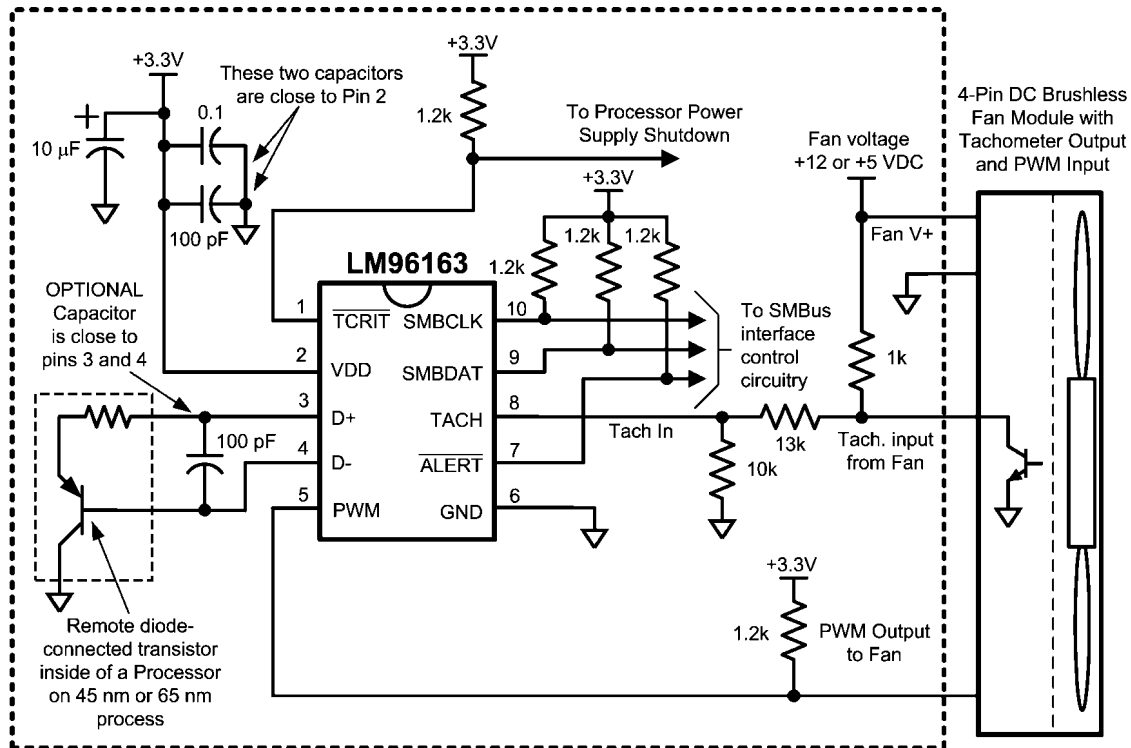 +3.3V
These two capacitors
are close to Pin 2
+
10 µF
0.1
100 pF
+3.3V
1.2k
To Processor Power
Supply Shutdown
+3.3V
1.2k
1.2k
1.2k
Fan voltage
+12 or +5 VDC
4-Pin DC Brushless
Fan Module with
Tachometer Output
and PWM Input
Fan V+
LM96163
OPTIONAL
Capacitor
is close to
pins 3 and 4
1
TCRIT
SMBCLK
10
2
VDD
SMBDAT
9
3
D+
TACH
8
4
D-
ALERT
7
5
PWM
GND
6
To SMBus
interface
control
circuitry
1k
100 pF
Tach In
13k
10k
Tach. input
from Fan
Remote diode-
connected transistor
inside of a Processor
on 45 nm or 65 nm
process
+3.3V
1.2k
PWM Output
to Fan